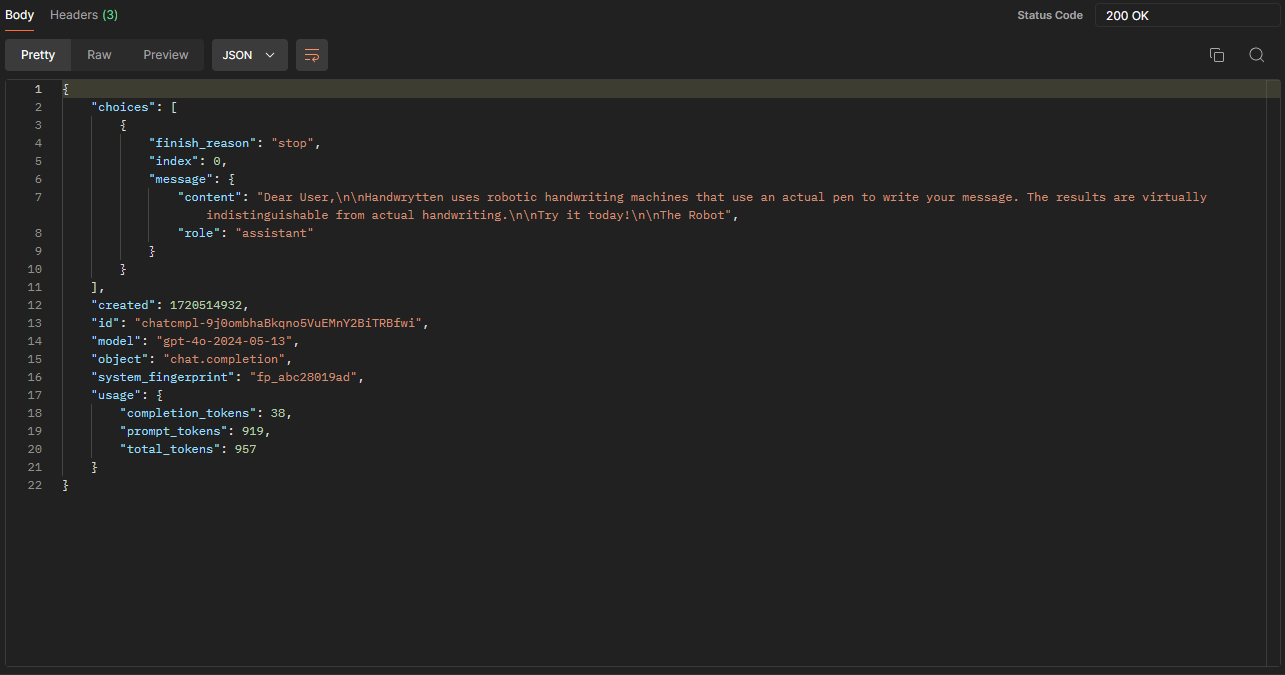 Body Headers (3) Status Code 200 OK
Pretty Raw Preview JSON
1 {
2 "choices": [
3 {
4 "finish_reason": "stop",
5 "index": 0,
6 "message": {
7 "content": "Dear User,\n\nHandwrytten uses robotic handwriting machines that use an actual pen to write your message. The results are virtually
indistinguishable from actual handwriting.\n\nTry it today!\n\nThe Robot",
8 "role": "assistant"
9 }
10 }
11 ],
12 "created": 1720514932,
13 "id": "chatcmpl-9j0ombhaBkqno5VuEMnY2BiTRBfwi",
14 "model": "gpt-4o-2024-05-13",
15 "object": "chat.completion",
16 "system_fingerprint": "fp_abc28019ad",
17 "usage": {
18 "completion_tokens": 38,
19 "prompt_tokens": 919,
20 "total_tokens": 957
21 }
22 }